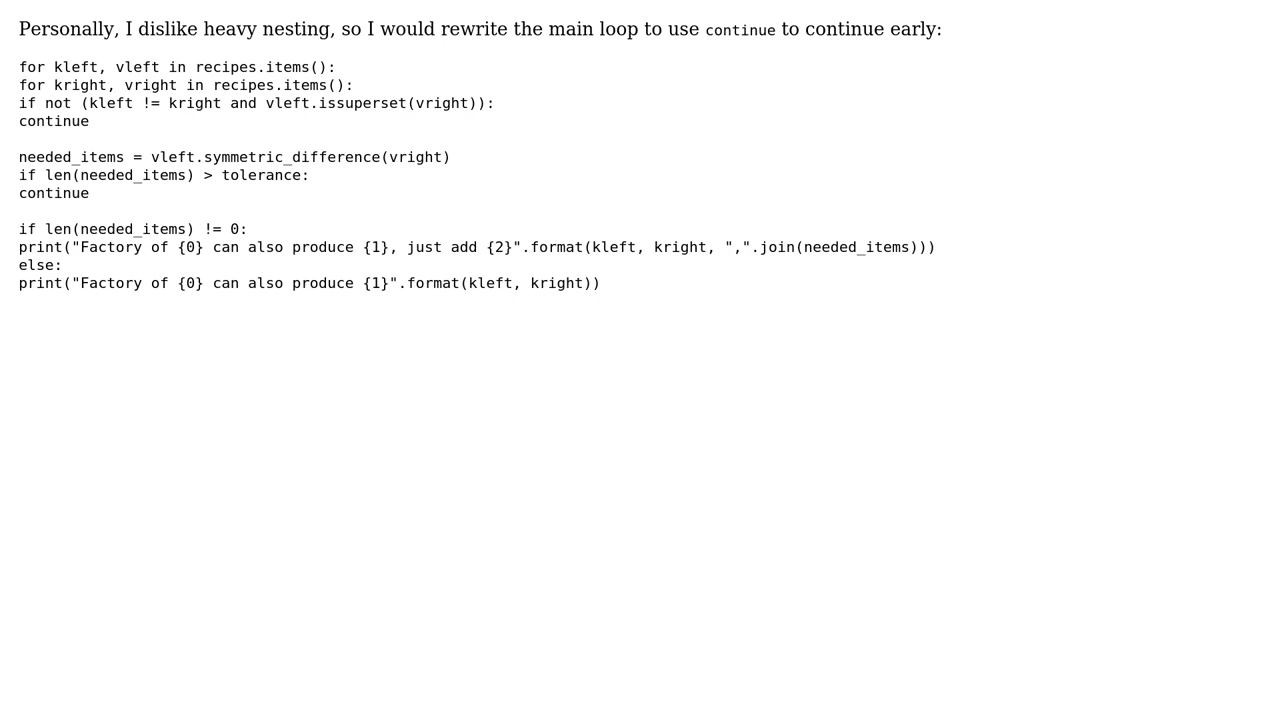 Personally, I dislike heavy nesting, so I would rewrite the main loop to use continue to continue early:
for kleft, vleft in recipes.items():
for kright, vright in recipes.items():
if not (kleft != kright and vleft.issuperset(vright)):
continue
needed_items = vleft.symmetric_difference(vright)
if len(needed_items) > tolerance:
continue
if len(needed_items) != 0:
print("Factory of {0} can also produce {1}, just add {2}".format(kleft, kright, ",".join(needed_items)))
else:
print("Factory of {0} can also produce {1}".format(kleft, kright))